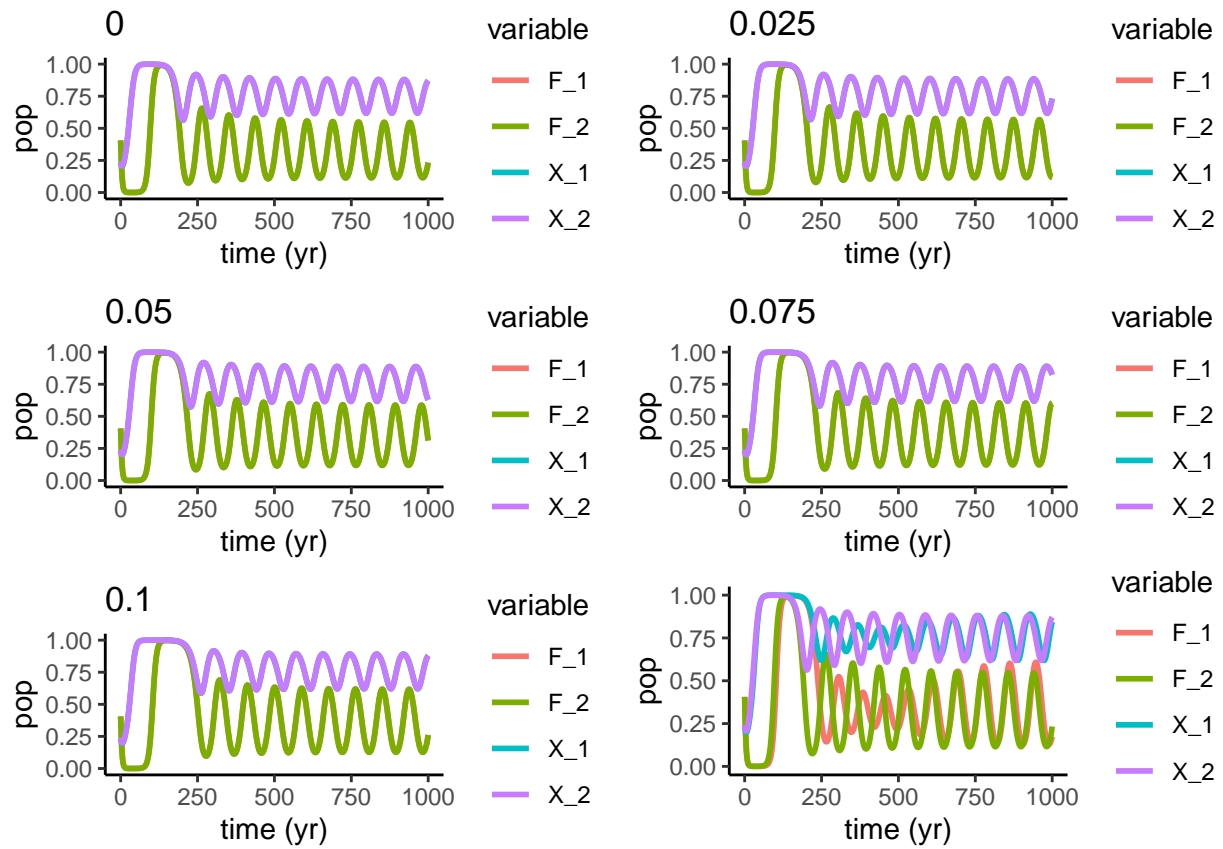 0
variable
pop
1.00
0.75
0.50
0.25
0.00
0 250 500 750 1000
time (yr)
F_1
F_2
X_1
X_2
0.025
variable
pop
1.00
0.75
0.50
0.25
0.00
0 250 500 750 1000
time (yr)
F_1
F_2
X_1
X_2
0.05
variable
pop
1.00
0.75
0.50
0.25
0.00
0 250 500 750 1000
time (yr)
F_1
F_2
X_1
X_2
0.075
variable
pop
1.00
0.75
0.50
0.25
0.00
0 250 500 750 1000
time (yr)
F_1
F_2
X_1
X_2
0.1
variable
pop
1.00
0.75
0.50
0.25
0.00
0 250 500 750 1000
time (yr)
F_1
F_2
X_1
X_2
variable
pop
1.00
0.75
0.50
0.25
0.00
0 250 500 750 1000
time (yr)
F_1
F_2
X_1
X_2